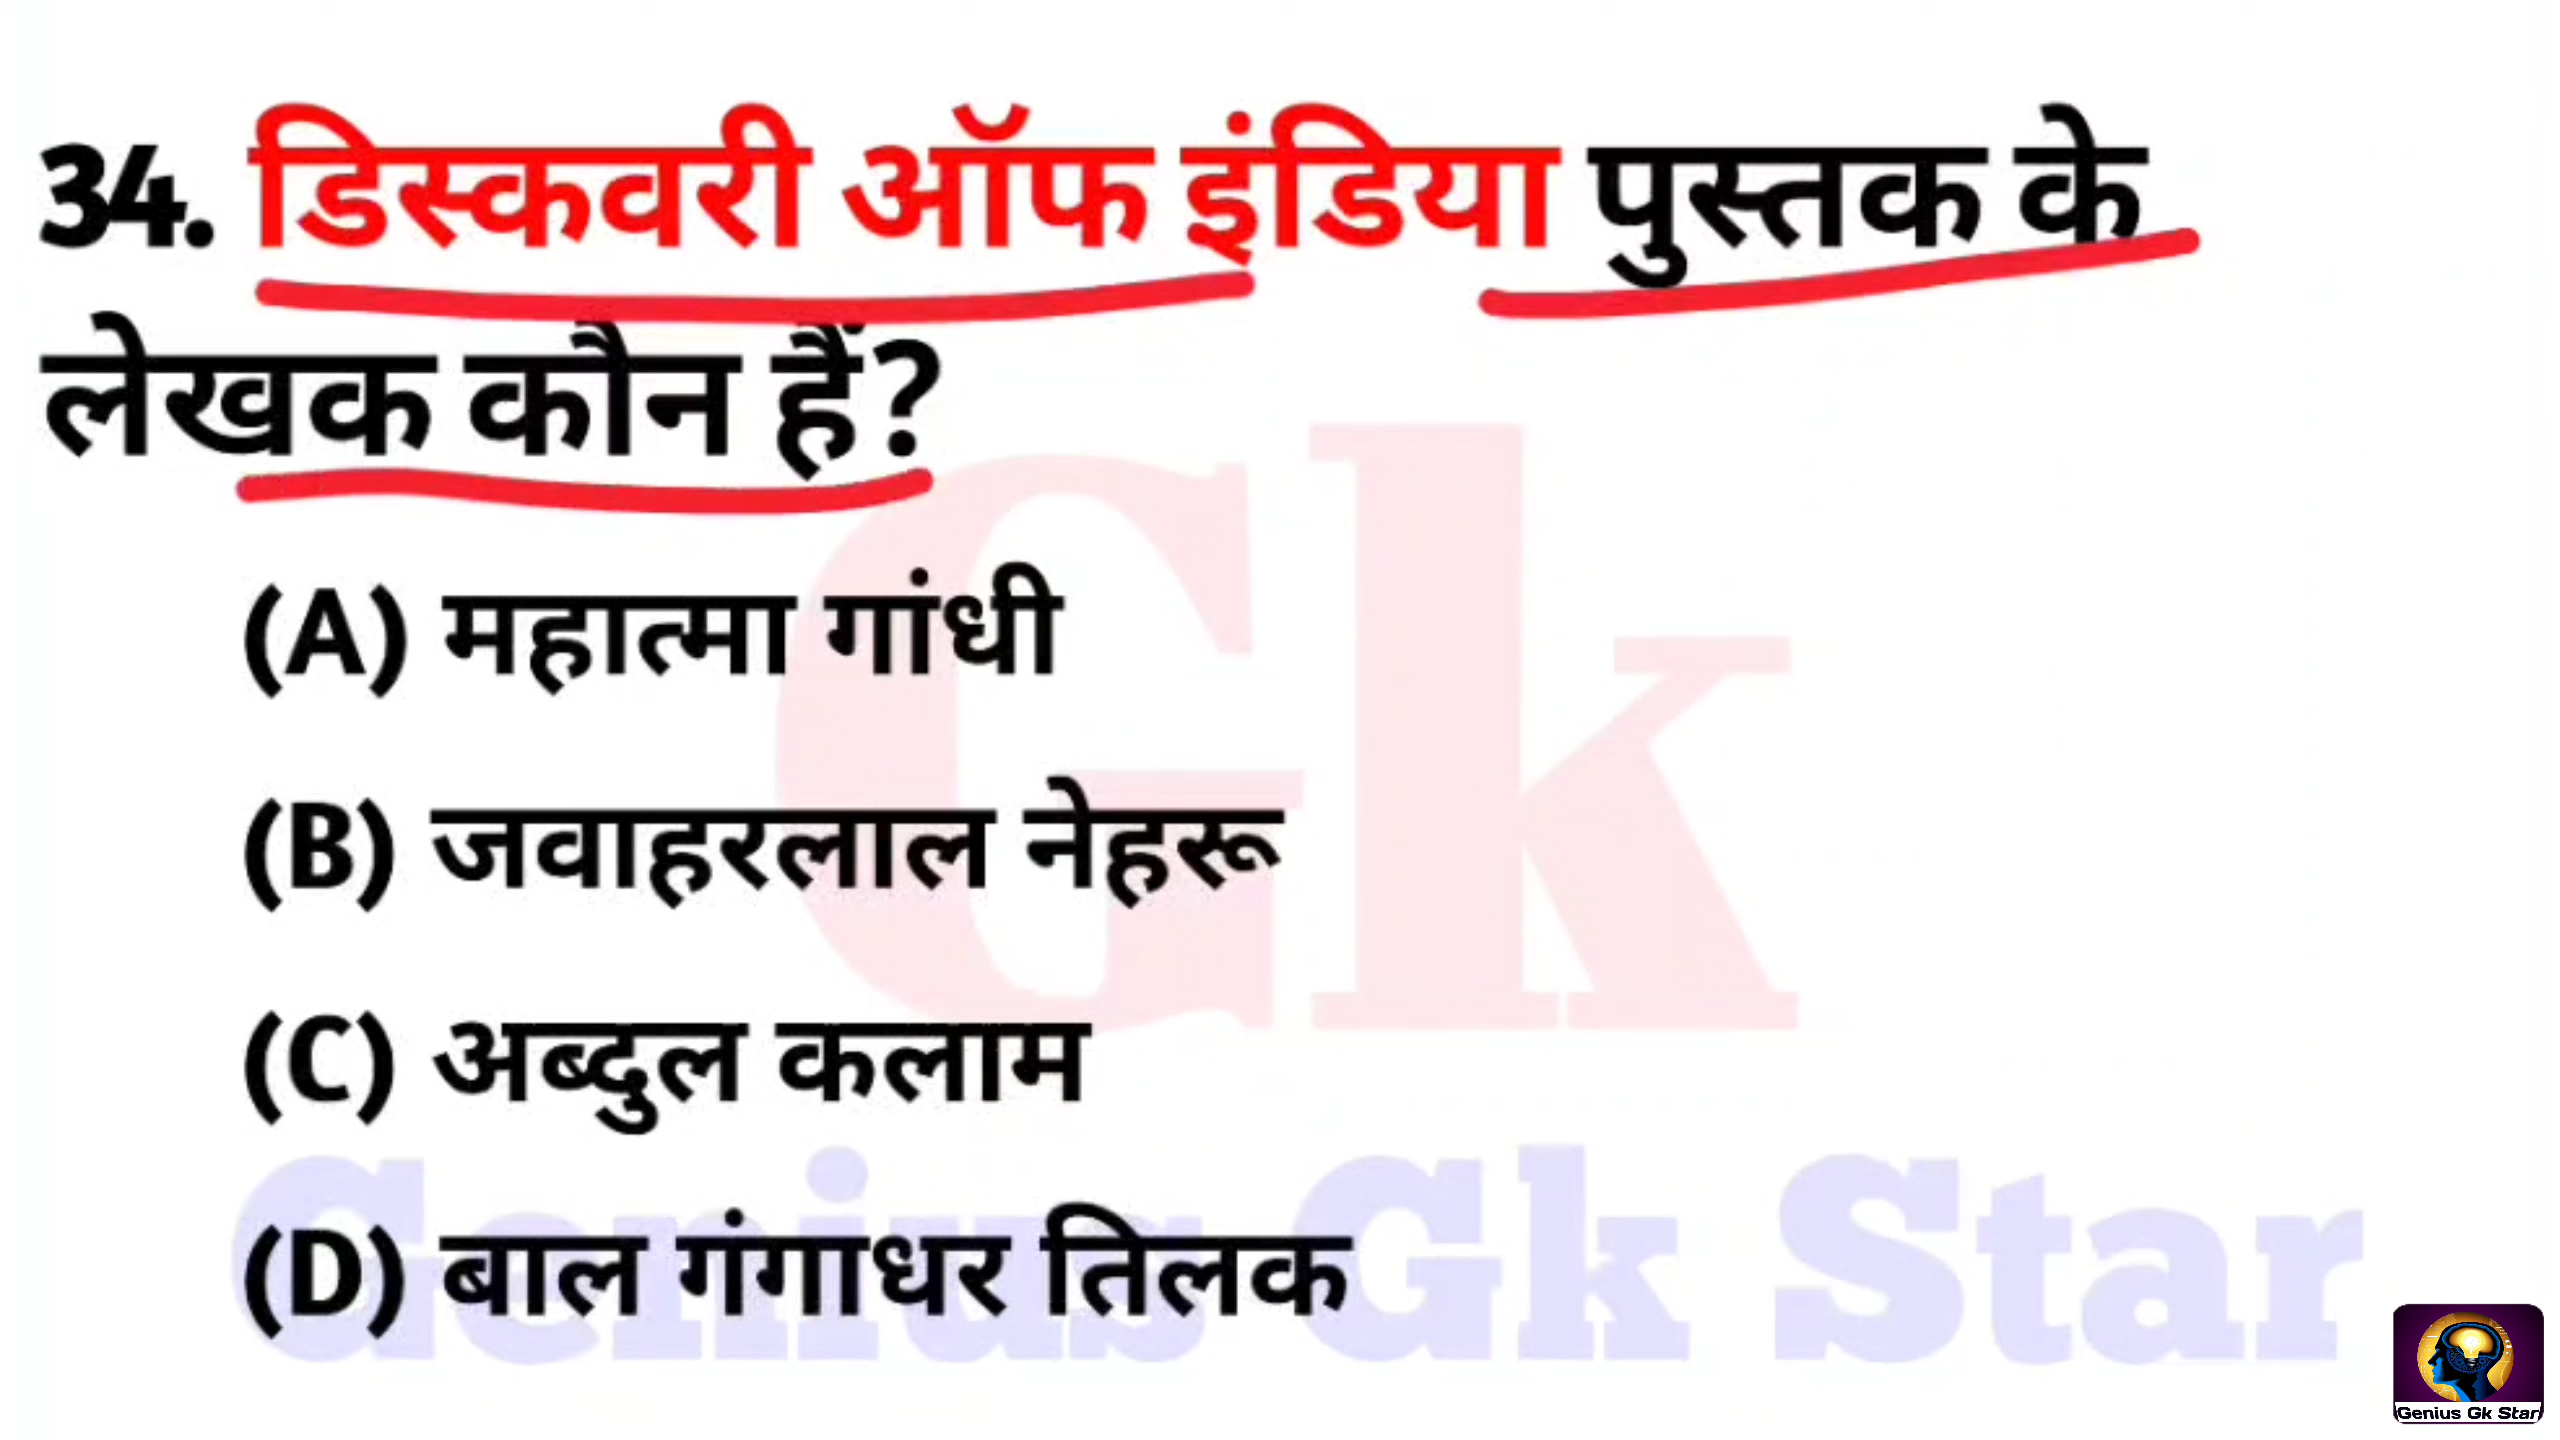 34. डिस्कवरी ऑफ इंडिया पुस्तक के
लेखक कौन हैं?
Gk
(A) महात्मा गांधी
(B) जवाहरलाल नेहरू
(C) अब्दुल कलाम
(D) बाल गंगाधर तिलक
Genius Gk Star
Genius Gk Star